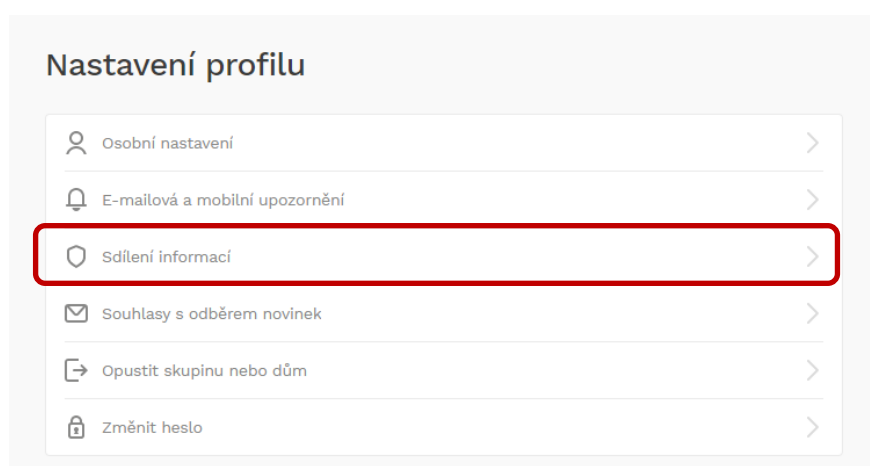 Nastavení profilu
Osobní nastavení
E-mailová a mobilní upozornění
Sdílení informací
Souhlasy s odběrem novinek
Opustit skupinu nebo dům
Změnit heslo